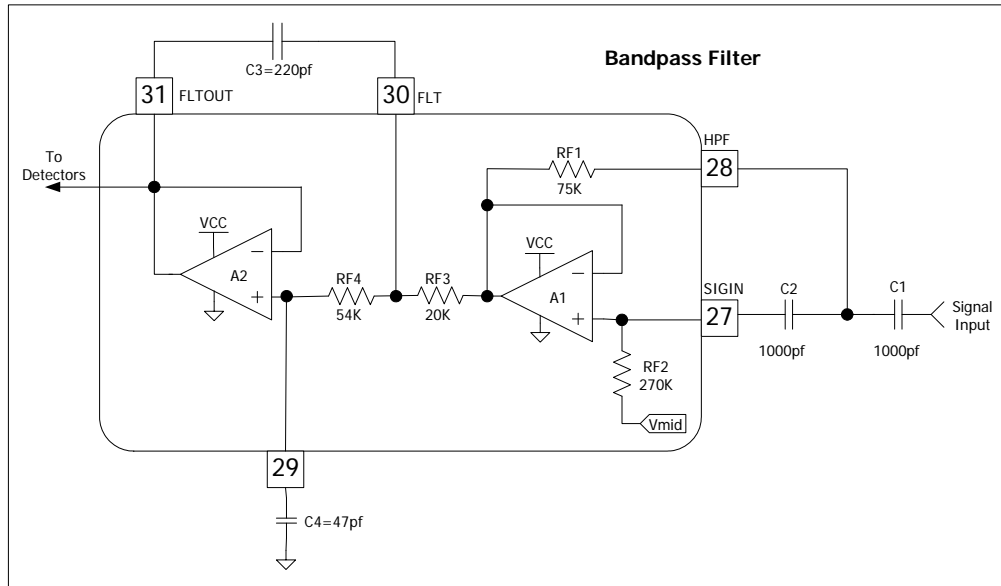 Bandpass Filter
C3=220pf
31
FLTOUT
30
FLT
HPF
28
RF1
75K
To
Detectors
VCC
A2
−
+
RF4
54K
RF3
20K
VCC
A1
−
+
SIGIN
27
C2
1000pf
C1
1000pf
Signal
Input
RF2
270K
Vmid
29
C4=47pf